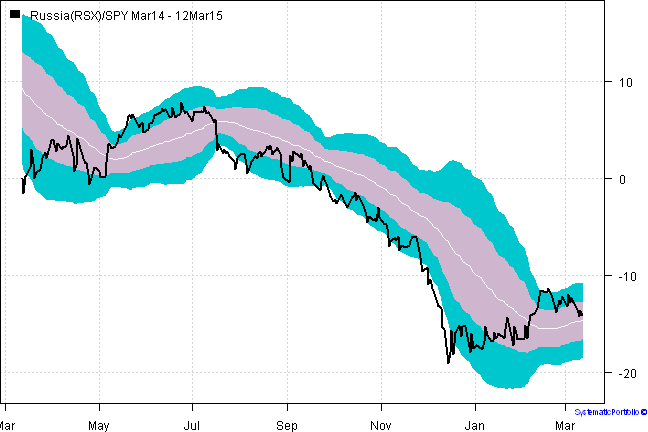 Russia(RSX)/SPY Mar14 - 12Mar15
10
0
-10
-20
Mar May Jul Sep Nov Jan Mar
SystematicPortfolio ©